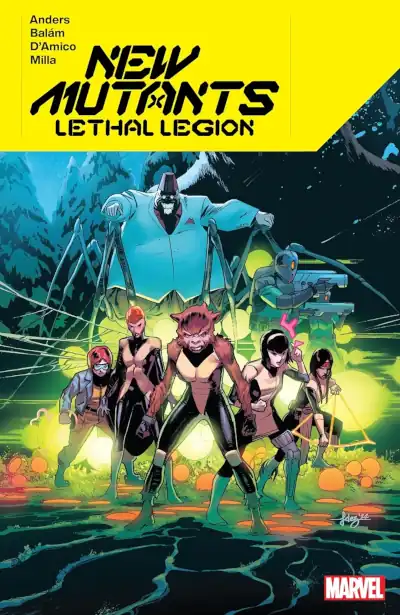 Anders
Balám
D'Amico
Milla
NEW
MUTANTS
LETHAL LEGION
MARVEL